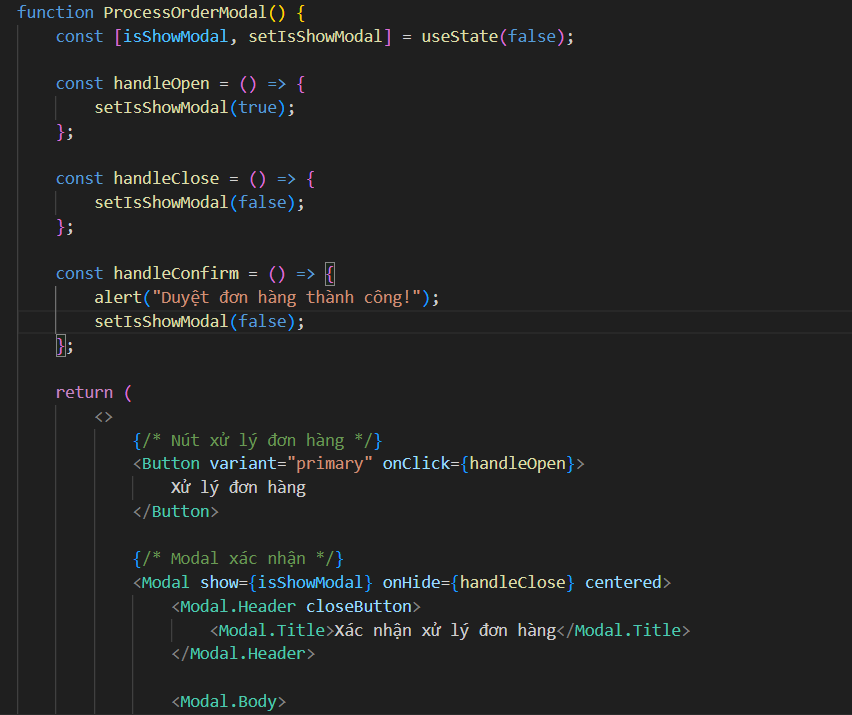 function ProcessOrderModal() {
    const [isShowModal, setIsShowModal] = useState(false);

    const handleOpen = () => {
        setIsShowModal(true);
    };

    const handleClose = () => {
        setIsShowModal(false);
    };

    const handleConfirm = () => {
        alert("Duyệt đơn hàng thành công!");
        setIsShowModal(false);
    };

    return (
        <>
            {/* Nút xử lý đơn hàng */}
            <Button variant="primary" onClick={handleOpen}>
                Xử lý đơn hàng
            </Button>

            {/* Modal xác nhận */}
            <Modal show={isShowModal} onHide={handleClose} centered>
                <Modal.Header closeButton>
                    <Modal.Title>Xác nhận xử lý đơn hàng</Modal.Title>
                </Modal.Header>

                <Modal.Body>